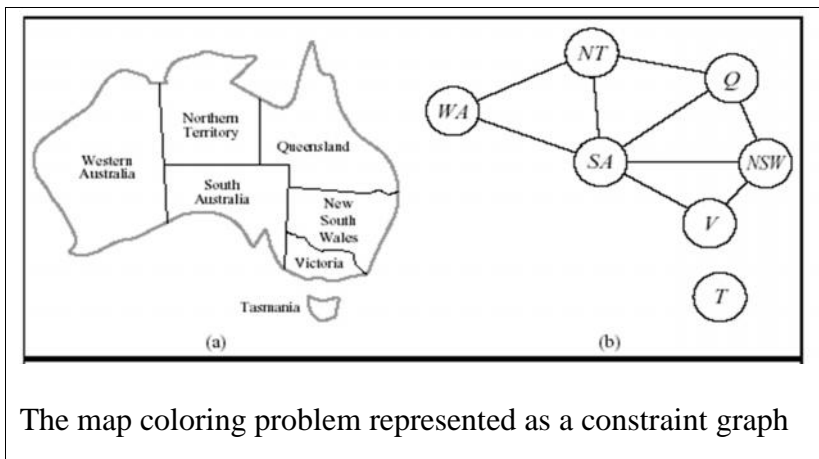 Northern
Territory
Western
Australia
Queensland
South
Australia
New
South
Wales
Victoria
Tasmania
(a)
NT
Q
WA
SA
NSW
V
T
(b)
The map coloring problem represented as a constraint graph